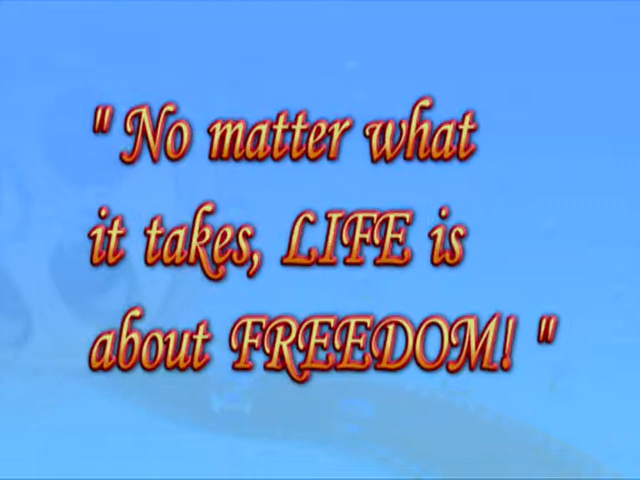 " No matter what
it takes, LIFE is
about FREEDOM! "